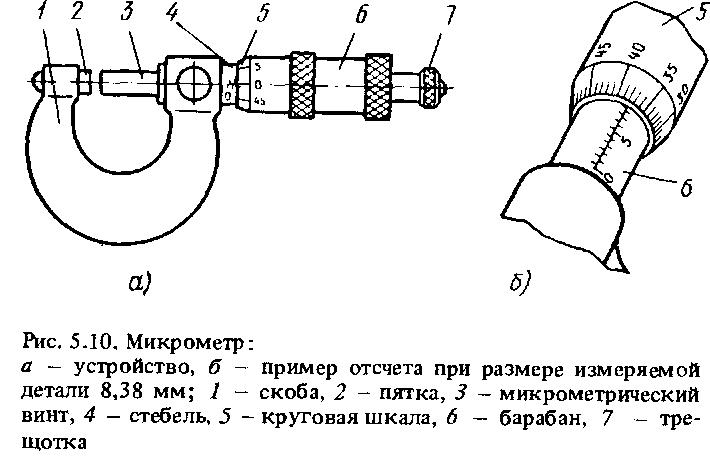 1 2 3 4 5 6 7
5
0
45
0
5
45 40 35 30
5
0
б
а) б)
Рис. 5.10. Микрометр:
а — устройство, б — пример отсчета при размере измеряемой
детали 8,38 мм; 1 — скоба, 2 — пятка, 3 — микрометрический
винт, 4 — стебель, 5 — круговая шкала, 6 — барабан, 7 — тре-
щотка